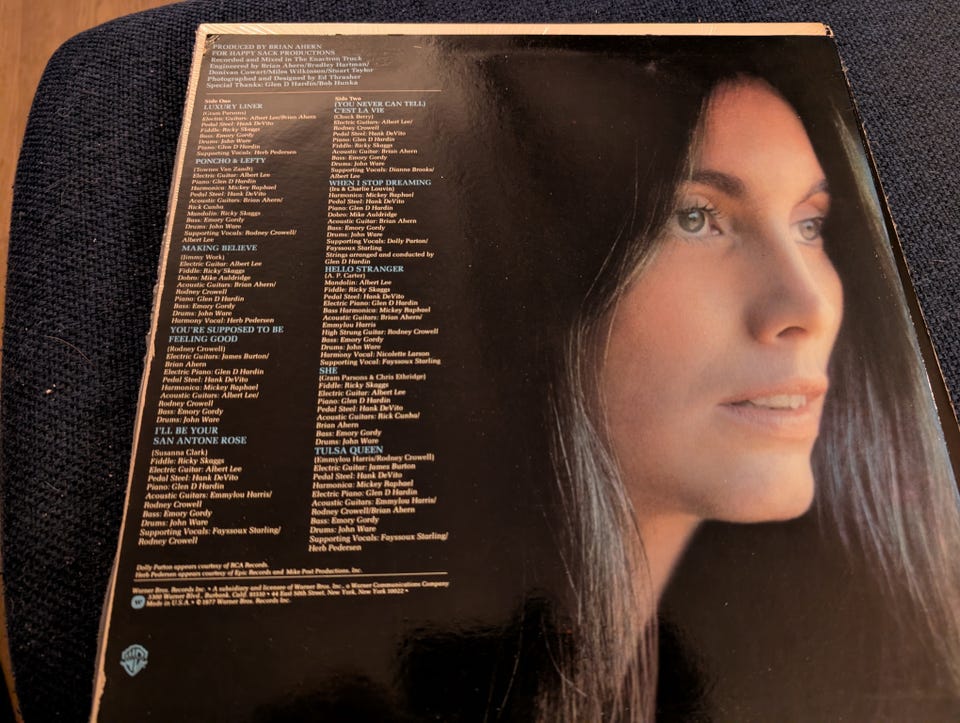 PRODUCED BY BRIAN AHERN
FOR HAPPY SACK PRODUCTIONS
Recorded and Mixed in The Enactron Truck
Engineered by Brian Ahern/Bradley Hartman/
Donivan Cowart/Miles Wilkinson/Stuart Taylor
Photographed and Designed by Ed Thrasher
Special Thanks: Glen D Hardin/Bob Hunka
Side One
LUXURY LINER
(Gram Parsons)
Electric Guitars: Albert Lee/Brian Ahern
Pedal Steel: Hank DeVito
Fiddle: Ricky Skaggs
Bass: Emory Gordy
Drums: John Ware
Piano: Glen D Hardin
Supporting Vocals: Herb Pedersen
PONCHO & LEFTY
(Townes Van Zandt)
Electric Guitar: Albert Lee
Piano: Glen D Hardin
Harmonica: Mickey Raphael
Pedal Steel: Hank DeVito
Acoustic Guitars: Brian Ahern/
Rick Cunha
Mandolin: Ricky Skaggs
Bass: Emory Gordy
Drums: John Ware
Supporting Vocals: Rodney Crowell/
Albert Lee
MAKING BELIEVE
(Jimmy Work)
Electric Guitar: Albert Lee
Fiddle: Ricky Skaggs
Dobro: Mike Auldridge
Acoustic Guitars: Brian Ahern/
Rodney Crowell
Piano: Glen D Hardin
Bass: Emory Gordy
Drums: John Ware
Harmony Vocal: Herb Pedersen
YOU'RE SUPPOSED TO BE
FEELING GOOD
(Rodney Crowell)
Electric Guitars: James Burton/
Brian Ahern
Electric Piano: Glen D Hardin
Pedal Steel: Hank DeVito
Harmonica: Mickey Raphael
Acoustic Guitars: Albert Lee/
Rodney Crowell
Bass: Emory Gordy
Drums: John Ware
I'LL BE YOUR
SAN ANTONE ROSE
(Susanna Clark)
Fiddle: Ricky Skaggs
Electric Guitar: Albert Lee
Pedal Steel: Hank DeVito
Piano: Glen D Hardin
Acoustic Guitars: Emmylou Harris/
Rodney Crowell
Bass: Emory Gordy
Drums: John Ware
Supporting Vocals: Fayssoux Starling/
Rodney Crowell
Side Two
(YOU NEVER CAN TELL)
C'EST LA VIE
(Chuck Berry)
Electric Guitars: Albert Lee/
Rodney Crowell
Pedal Steel: Hank DeVito
Piano: Glen D Hardin
Fiddle: Ricky Skaggs
Acoustic Guitar: Brian Ahern
Bass: Emory Gordy
Drums: John Ware
Supporting Vocals: Dianne Brooks/
Albert Lee
WHEN I STOP DREAMING
(Ira & Charlie Louvin)
Harmonica: Mickey Raphael
Pedal Steel: Hank DeVito
Piano: Glen D Hardin
Dobro: Mike Auldridge
Acoustic Guitar: Brian Ahern
Bass: Emory Gordy
Drums: John Ware
Supporting Vocals: Dolly Parton/
Fayssoux Starling
Strings arranged and conducted by
Glen D Hardin
HELLO STRANGER
(A. P. Carter)
Mandolin: Albert Lee
Fiddle: Ricky Skaggs
Pedal Steel: Hank DeVito
Electric Piano: Glen D Hardin
Bass Harmonica: Mickey Raphael
Acoustic Guitars: Brian Ahern/
Emmylou Harris
High Strung Guitar: Rodney Crowell
Bass: Emory Gordy
Drums: John Ware
Harmony Vocal: Nicolette Larson
Supporting Vocal: Fayssoux Starling
SHE
(Gram Parsons & Chris Ethridge)
Fiddle: Ricky Skaggs
Electric Guitar: Albert Lee
Piano: Glen D Hardin
Pedal Steel: Hank DeVito
Acoustic Guitars: Rick Cunha/
Brian Ahern
Bass: Emory Gordy
Drums: John Ware
TULSA QUEEN
(Emmylou Harris/Rodney Crowell)
Electric Guitar: James Burton
Pedal Steel: Hank DeVito
Harmonica: Mickey Raphael
Electric Piano: Glen D Hardin
Acoustic Guitars: Emmylou Harris/
Rodney Crowell/Brian Ahern
Bass: Emory Gordy
Drums: John Ware
Supporting Vocals: Fayssoux Starling/
Herb Pedersen
Dolly Parton appears courtesy of RCA Records.
Herb Pedersen appears courtesy of Epic Records and Mike Post Productions, Inc.
Warner Bros. Records Inc. • A subsidiary and licensee of Warner Bros. Inc., a Warner Communications Company
3300 Warner Blvd., Burbank, Calif. 91510 • 44 East 50th Street, New York, New York 10022 •
Made in U.S.A. • © 1977 Warner Bros. Records Inc.
W
WB